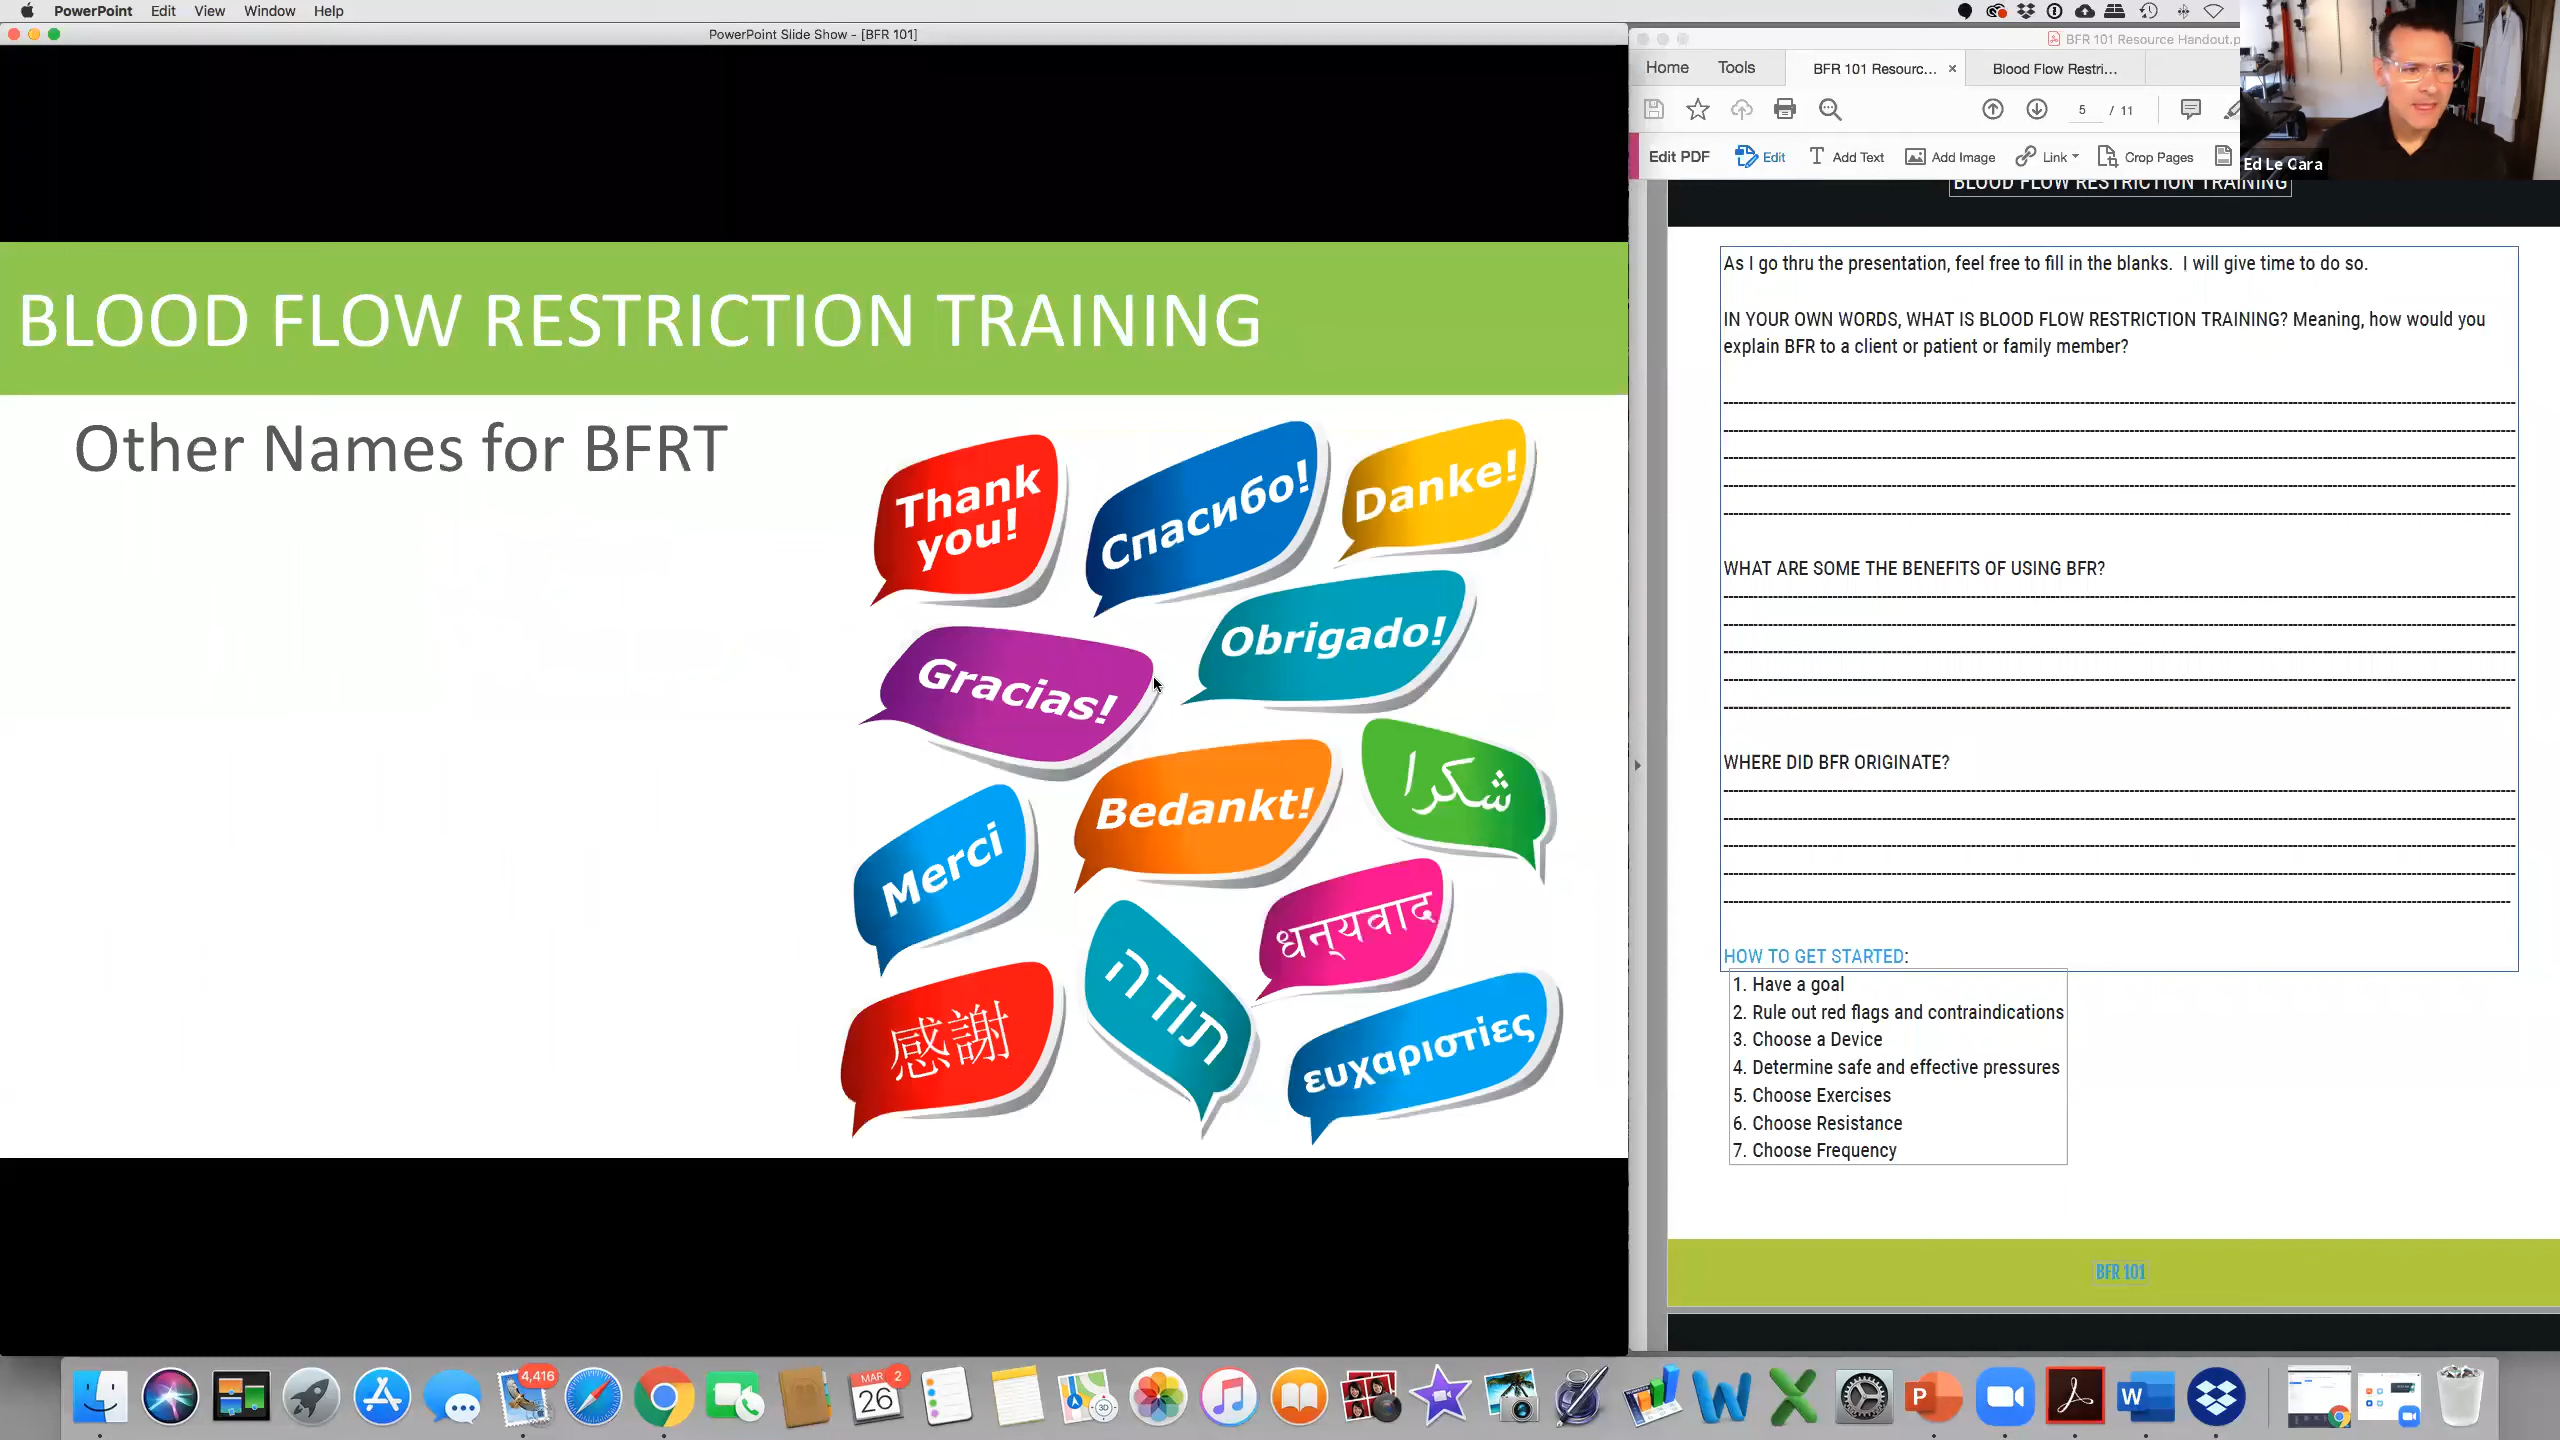 PowerPoint Edit View Window Help
PowerPoint Slide Show - [BFR 101]
BLOOD FLOW RESTRICTION TRAINING
Other Names for BFRT
Thank
you!
Спасибо!
Danke!
Gracias!
Obrigado!
Merci
Bedankt!
شكرا
धन्यवाद
感謝
תודה
ευχαριστίες
BFR 101 Resource Handout.p
Home Tools BFR 101 Resourc... × Blood Flow Restri...
5 / 11
Edit PDF Edit Add Text Add Image Link Crop Pages
Ed Le Cara
BLOOD FLOW RESTRICTION TRAINING
As I go thru the presentation, feel free to fill in the blanks. I will give time to do so.
IN YOUR OWN WORDS, WHAT IS BLOOD FLOW RESTRICTION TRAINING? Meaning, how would you
explain BFR to a client or patient or family member?
WHAT ARE SOME THE BENEFITS OF USING BFR?
WHERE DID BFR ORIGINATE?
HOW TO GET STARTED:
1. Have a goal
2. Rule out red flags and contraindications
3. Choose a Device
4. Determine safe and effective pressures
5. Choose Exercises
6. Choose Resistance
7. Choose Frequency
BFR 101
4,416
MAR 2
26
3D
P
W